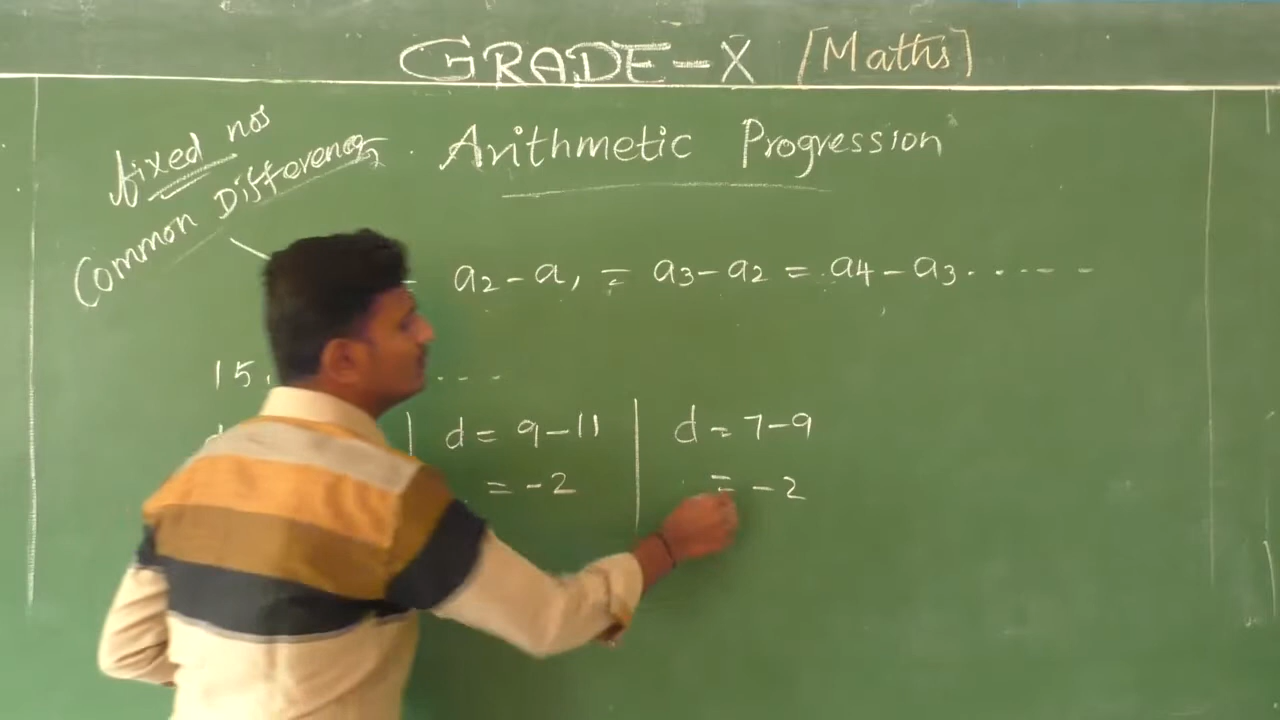 GRADE-X [Maths]
fixed nos
Common Difference
Arithmetic Progression
- a₂-a₁ = a₃-a₂ = a₄-a₃.......
15, ...
d = 9-11
= -2
d = 7-9
= -2